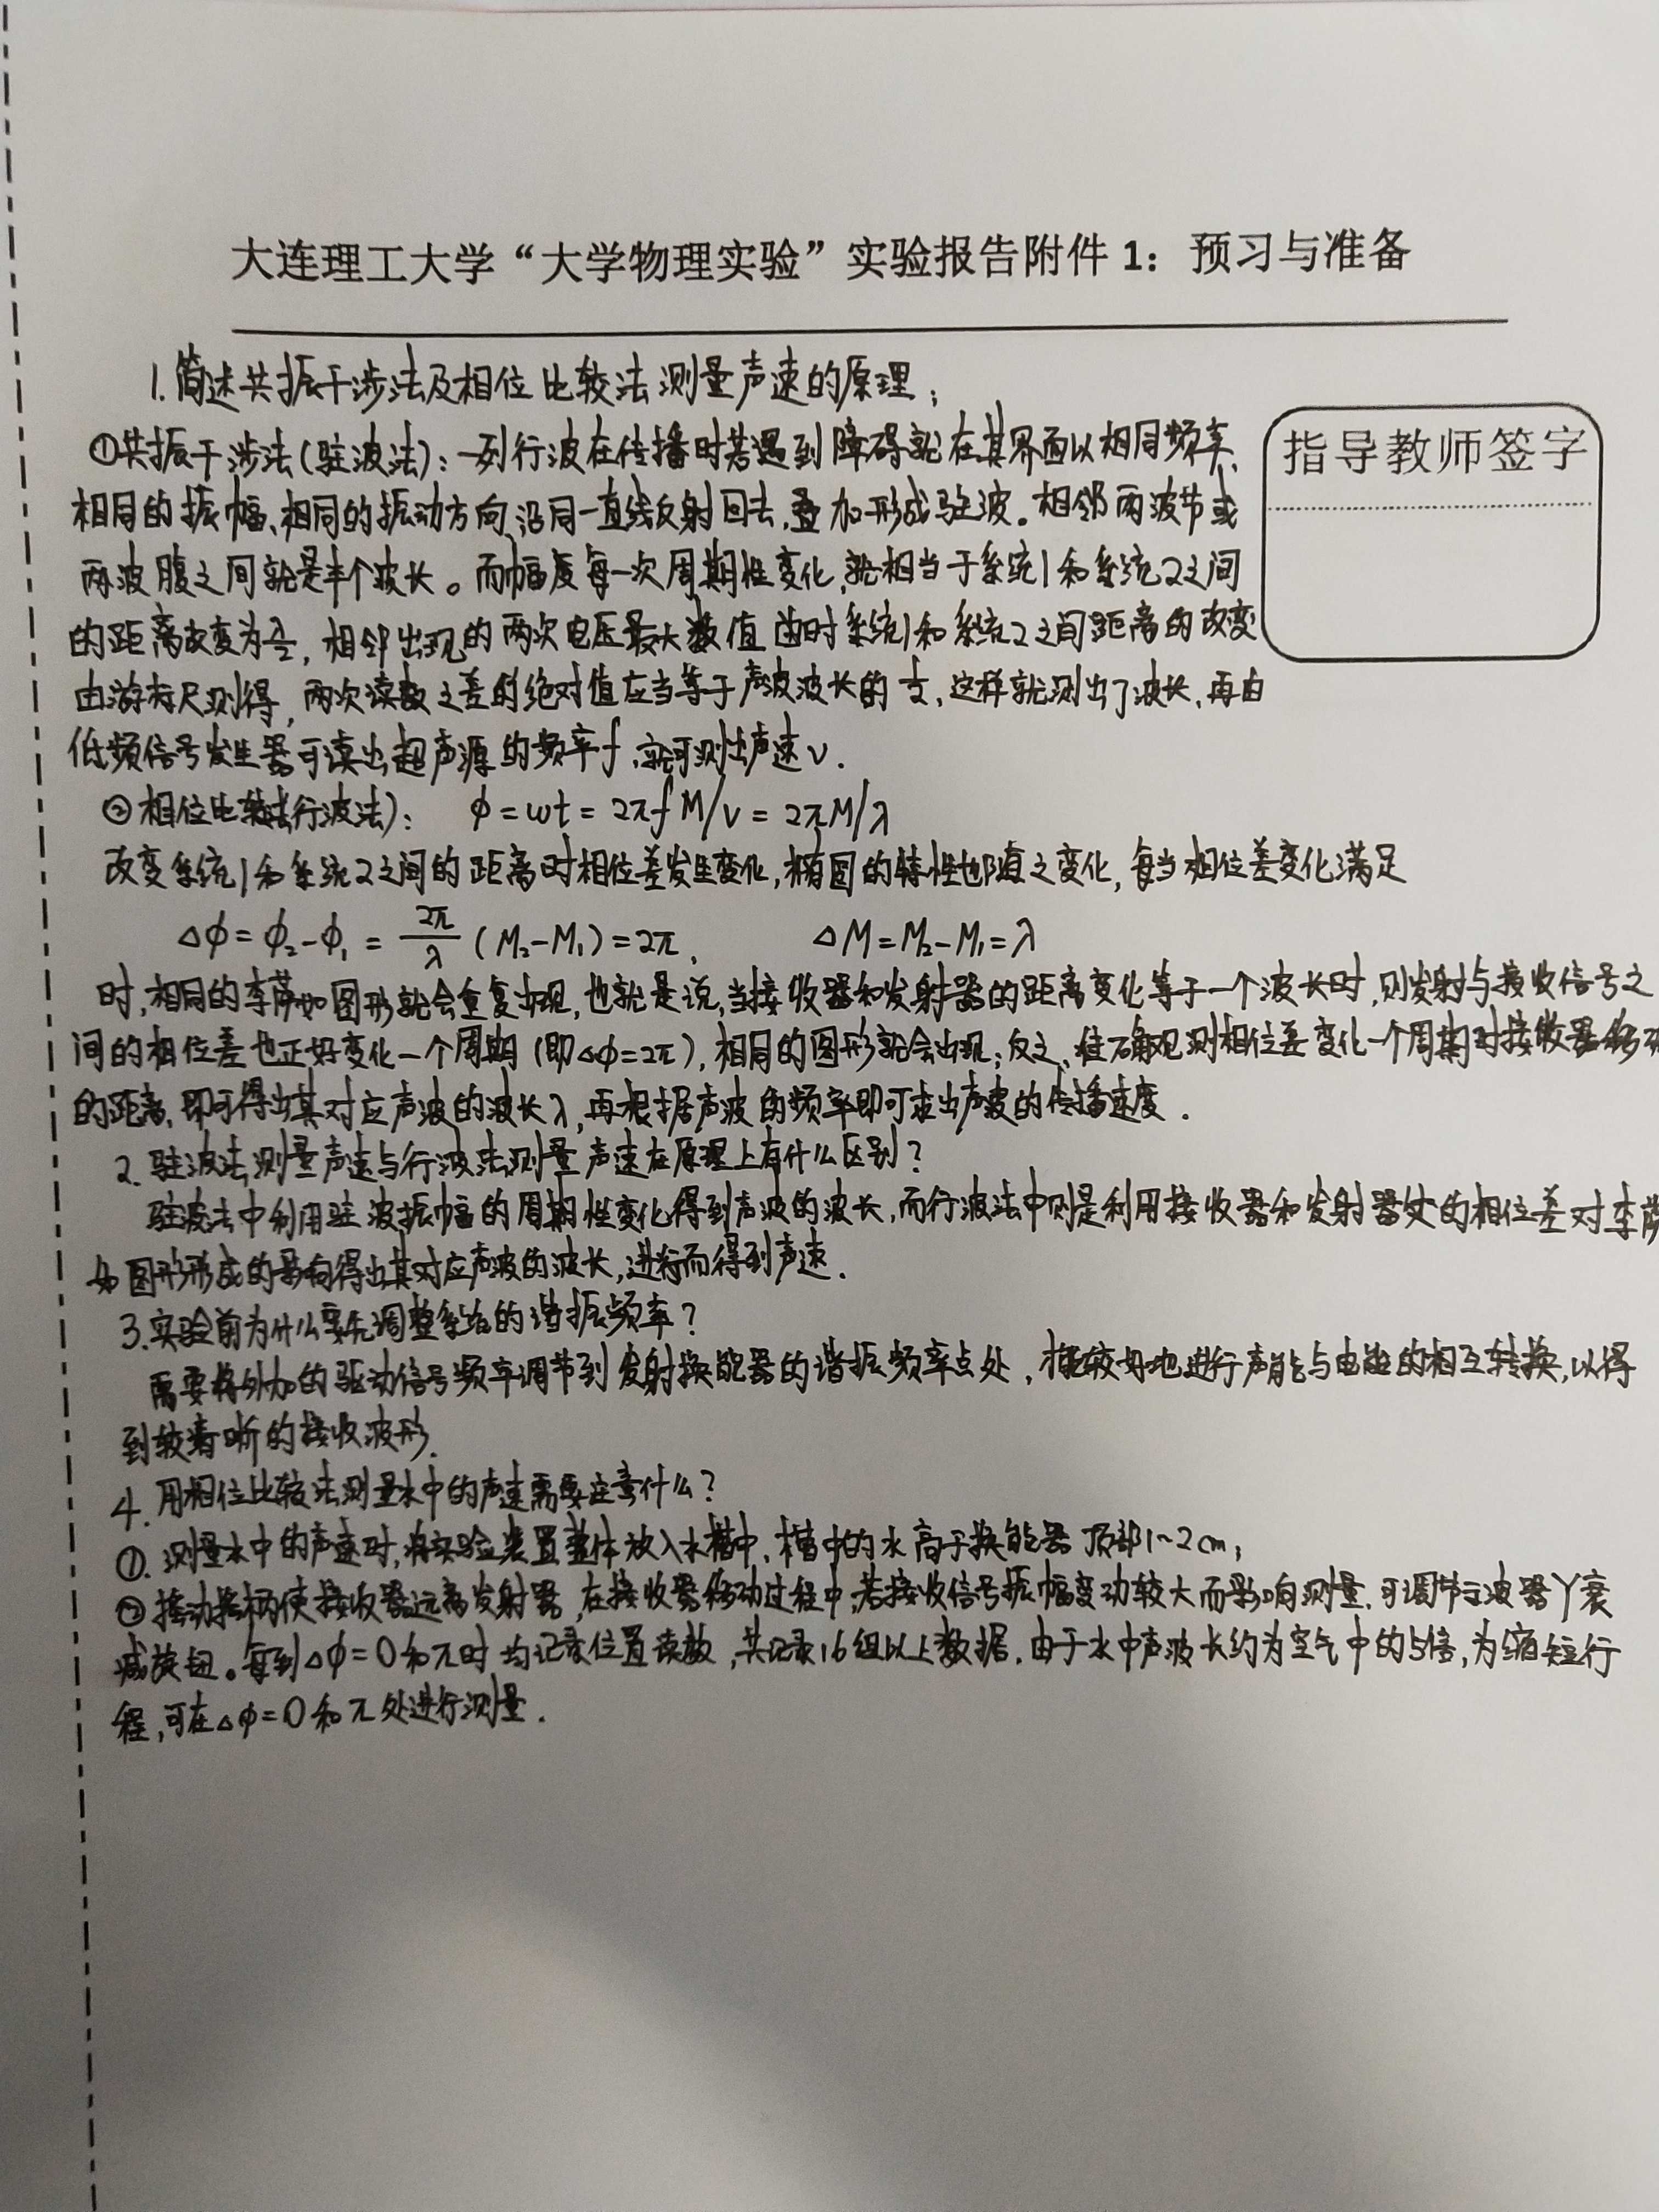 大连理工大学“大学物理实验”实验报告附件1：预习与准备
1.简述共振干涉法及相位比较法测量声速的原理；
指导教师签字
①共振干涉法(驻波法)：一列行波在传播时若遇到障碍就在其界面以相同频率、
相同的振幅、相同的振动方向沿同一直线反射回去，叠加形成驻波。相邻两波节或
两波腹之间就是半个波长。而幅度每一次周期性变化，就相当于系统1和系统2之间
的距离改变为λ/2，相邻出现的两次电压最大数值时系统1和系统2之间距离的改变
由游标尺测得，两次读数之差的绝对值应当等于声波波长的1/2，这样就测出了波长，再由
低频信号发生器可读出超声源的频率f，就可测出声速v.
②相位比较法(行波法)： φ=ωt=2πfM/v=2πM/λ
改变系统1和系统2之间的距离时相位差发生变化，椭圆的特性也随之变化，每当相位差变化满足
Δφ=φ₂-φ₁=2π/λ(M₂-M₁)=2π, ΔM=M₂-M₁=λ
时，相同的李萨如图形就会重复出现，也就是说，当接收器和发射器的距离变化等于一个波长时，则发射与接收信号之
间的相位差也正好变化一个周期(即Δφ=2π)，相同的图形就会出现；反之，准确观测相位差变化一个周期时接收器移动
的距离，即可得出其对应声波的波长λ，再根据声波的频率即可求出声波的传播速度.
2.驻波法测量声速与行波法测量声速在原理上有什么区别？
驻波法中利用驻波振幅的周期性变化得到声波的波长，而行波法中则是利用接收器和发射器处的相位差对李萨
如图形形成的影响得出其对应声波的波长，进而得到声速.
3.实验前为什么要先调整系统的谐振频率？
需要将外加的驱动信号频率调节到发射换能器的谐振频率点处，才能较好地进行声能与电能的相互转换，以得
到较清晰的接收波形.
4.用相位比较法测量水中的声速需要注意什么？
①.测量水中的声速时，将实验装置整体放入水槽中，槽中的水高于换能器顶部1~2cm；
②摇动摇柄使接收器远离发射器，在接收器移动过程中，若接收信号振幅变动较大而影响测量，可调节示波器Y衰
减旋钮。每到Δφ=0和π时均记录位置读数，共记录16组以上数据.由于水中声波长约为空气中的5倍，为缩短行
程，可在Δφ=0和π处进行测量.